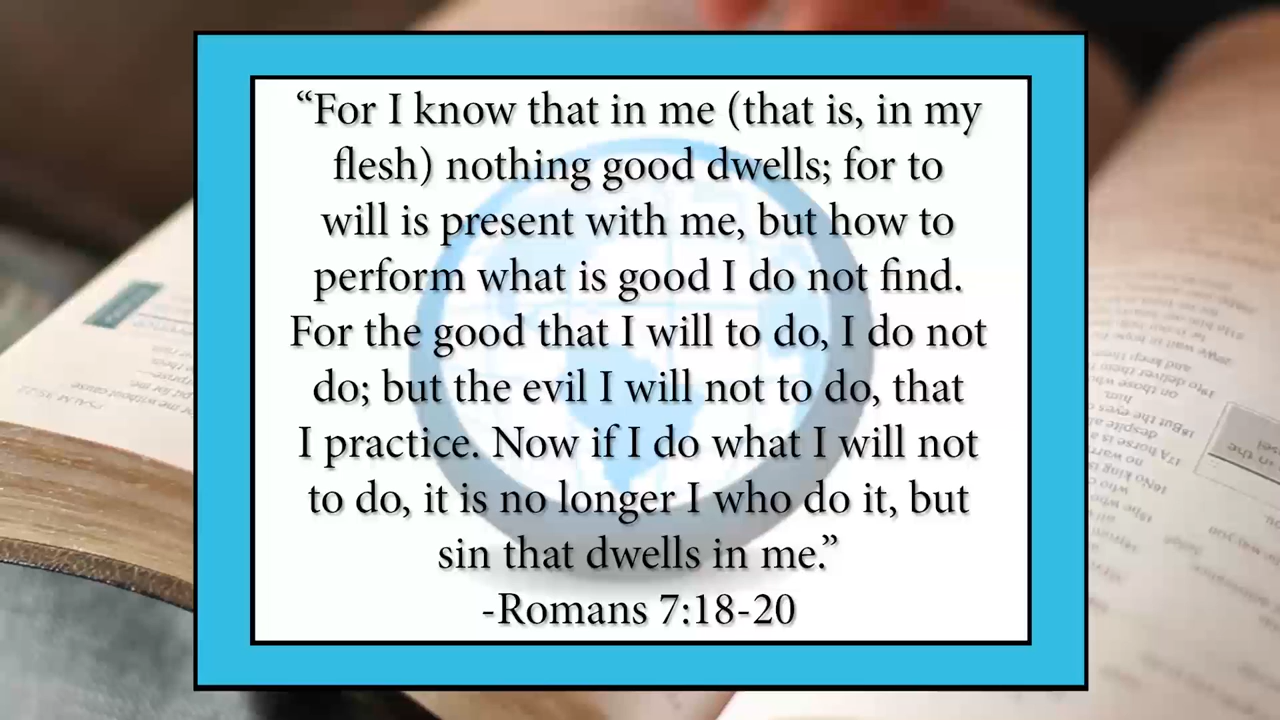 “For I know that in me (that is, in my
flesh) nothing good dwells; for to
will is present with me, but how to
perform what is good I do not find.
For the good that I will to do, I do not
do; but the evil I will not to do, that
I practice. Now if I do what I will not
to do, it is no longer I who do it, but
sin that dwells in me.”
-Romans 7:18-20
PSALM 35:22